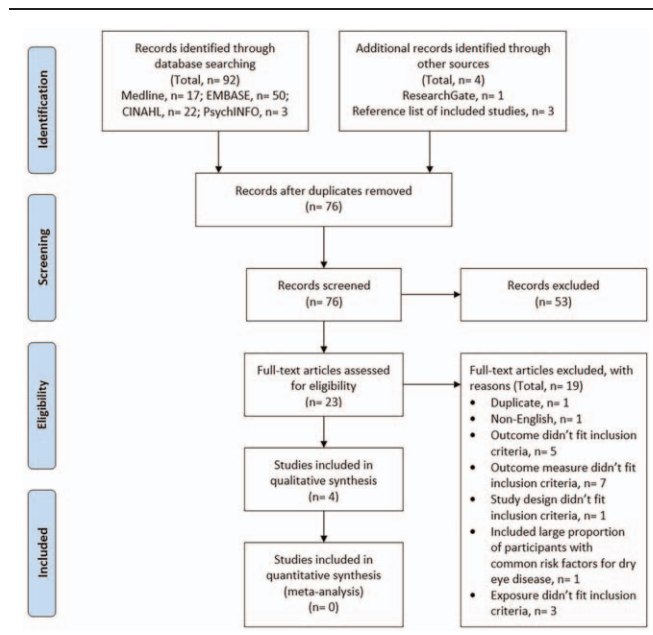 Identification
Records identified through
database searching
(Total, n= 92)
Medline, n= 17; EMBASE, n= 50;
CINAHL, n= 22; PsychINFO, n= 3
Additional records identified through
other sources
(Total, n= 4)
ResearchGate, n= 1
Reference list of included studies, n= 3
Records after duplicates removed
(n= 76)
Screening
Records screened
(n= 76)
Records excluded
(n= 53)
Eligibility
Full-text articles assessed
for eligibility
(n= 23)
Full-text articles excluded, with
reasons (Total, n= 19)
• Duplicate, n= 1
• Non-English, n= 1
• Outcome didn't fit inclusion
criteria, n= 5
• Outcome measure didn't fit
inclusion criteria, n= 7
• Study design didn't fit
inclusion criteria, n= 1
• Included large proportion
of participants with
common risk factors for dry
eye disease, n= 1
• Exposure didn't fit inclusion
criteria, n= 3
Studies included in
qualitative synthesis
(n= 4)
Included
Studies included in
quantitative synthesis
(meta-analysis)
(n= 0)